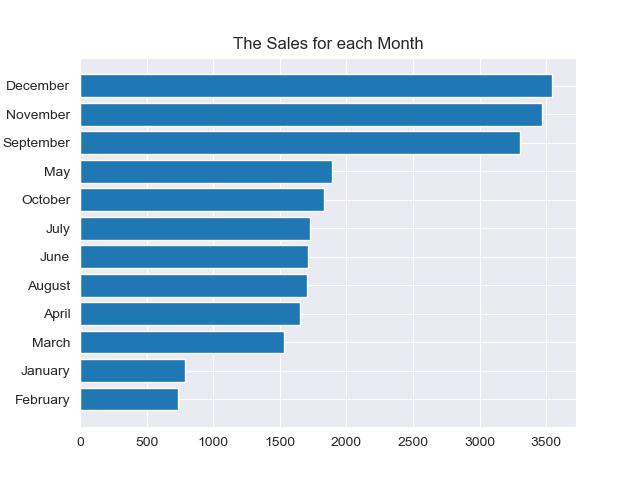 The Sales for each Month
December
November
September
May
October
July
June
August
April
March
January
February
0 500 1000 1500 2000 2500 3000 3500